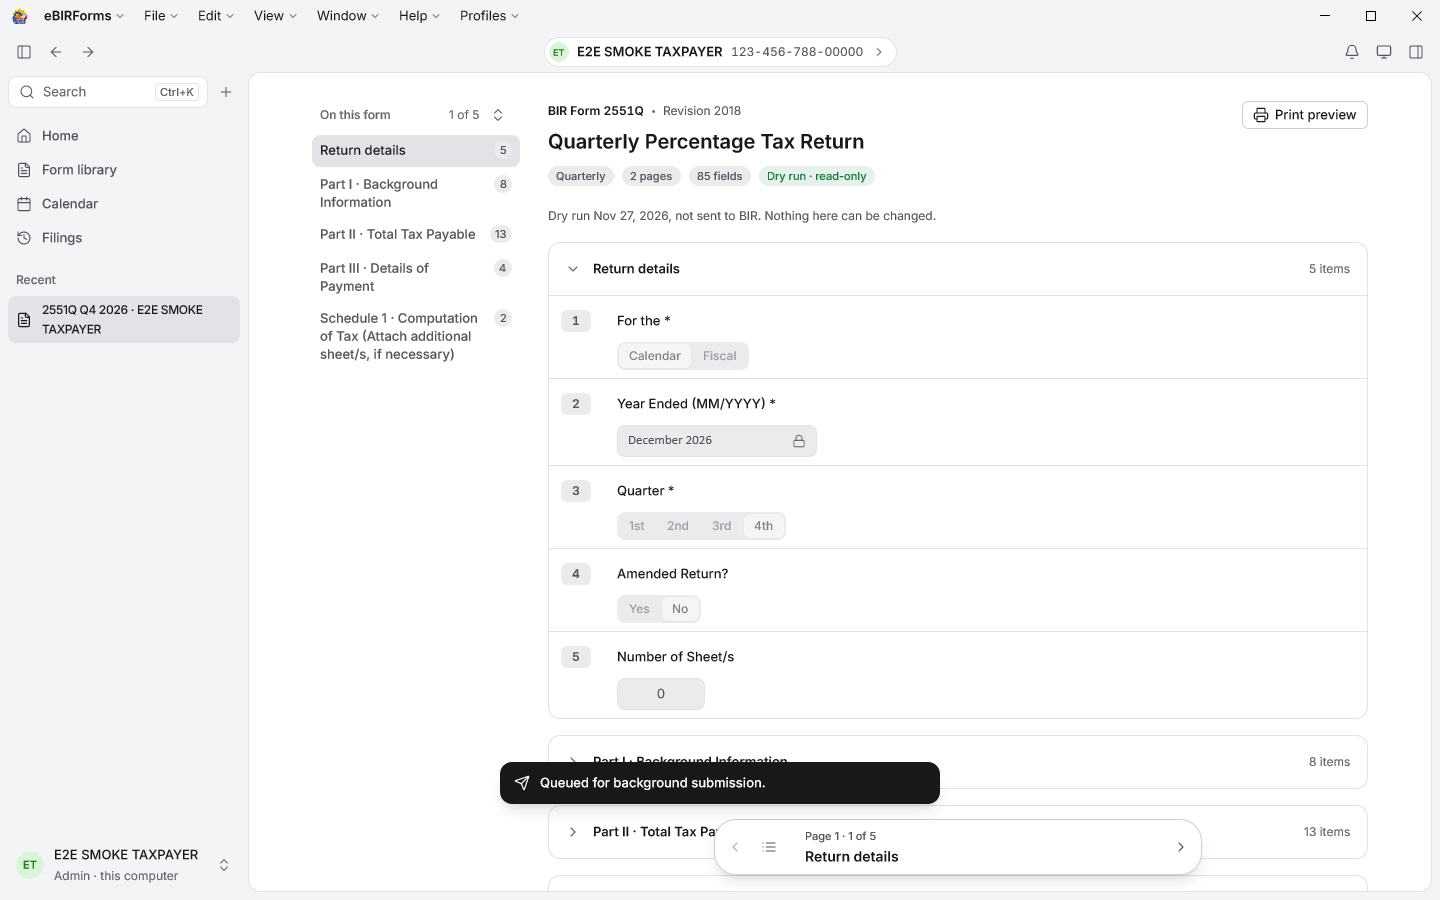 eBIRForms File Edit View Window Help Profiles
ET E2E SMOKE TAXPAYER 123-456-788-00000
Search Ctrl+K
Home
Form library
Calendar
Filings
Recent
2551Q Q4 2026 · E2E SMOKE
TAXPAYER
ET E2E SMOKE TAXPAYER
Admin · this computer
On this form 1 of 5
Return details 5
Part I · Background 8
Information
Part II · Total Tax Payable 13
Part III · Details of 4
Payment
Schedule 1 · Computation 2
of Tax (Attach additional
sheet/s, if necessary)
BIR Form 2551Q • Revision 2018
Print preview
Quarterly Percentage Tax Return
Quarterly 2 pages 85 fields Dry run · read-only
Dry run Nov 27, 2026, not sent to BIR. Nothing here can be changed.
Return details 5 items
1 For the *
Calendar Fiscal
2 Year Ended (MM/YYYY) *
December 2026
3 Quarter *
1st 2nd 3rd 4th
4 Amended Return?
Yes No
5 Number of Sheet/s
0
Part I · Background Information 8 items
Queued for background submission.
Part II · Total Tax Pa 13 items
Page 1 · 1 of 5
Return details